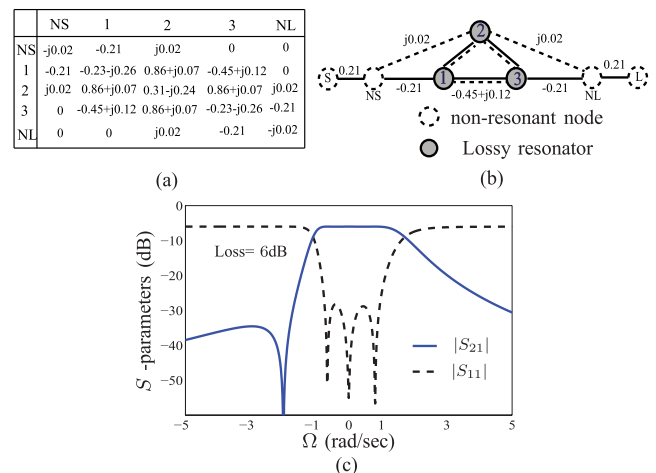 NS 1 2 3 NL
NS -j0.02 -0.21 j0.02 0 0
1 -0.21 -0.23-j0.26 0.86+j0.07 -0.45+j0.12 0
2 j0.02 0.86+j0.07 0.31-j0.24 0.86+j0.07 j0.02
3 0 -0.45+j0.12 0.86+j0.07 -0.23-j0.26 -0.21
NL 0 0 j0.02 -0.21 -j0.02
(a)
2
j0.02 j0.02
S 0.21 1 3 0.21 L
NS -0.21 -0.45+j0.12 -0.21 NL
non-resonant node
Lossy resonator
(b)
S -parameters (dB)
0
−10
−20
−30
−40
−50
Loss= 6dB
|S21|
|S11|
−5 −3 −1 0 1 3 5
Ω (rad/sec)
(c)